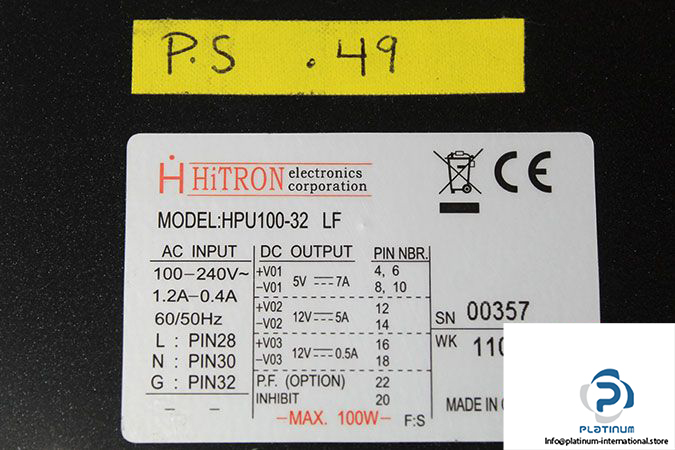 P.S . 49
HiTRON electronics corporation
MODEL:HPU100-32 LF
AC INPUT DC OUTPUT PIN NBR.
100-240V~ +V01 5V 7A 4, 6
-V01 8, 10
1.2A-0.4A +V02 12V 5A 12
60/50Hz -V02 14
SN 00357
L : PIN28 +V03 12V 0.5A 16
N : PIN30 -V03 18
WK 110
G : PIN32 P.F. (OPTION) 22
INHIBIT 20
– – -MAX. 100W- F:S
MADE IN
PLATINUM
Info@platinum-international.store